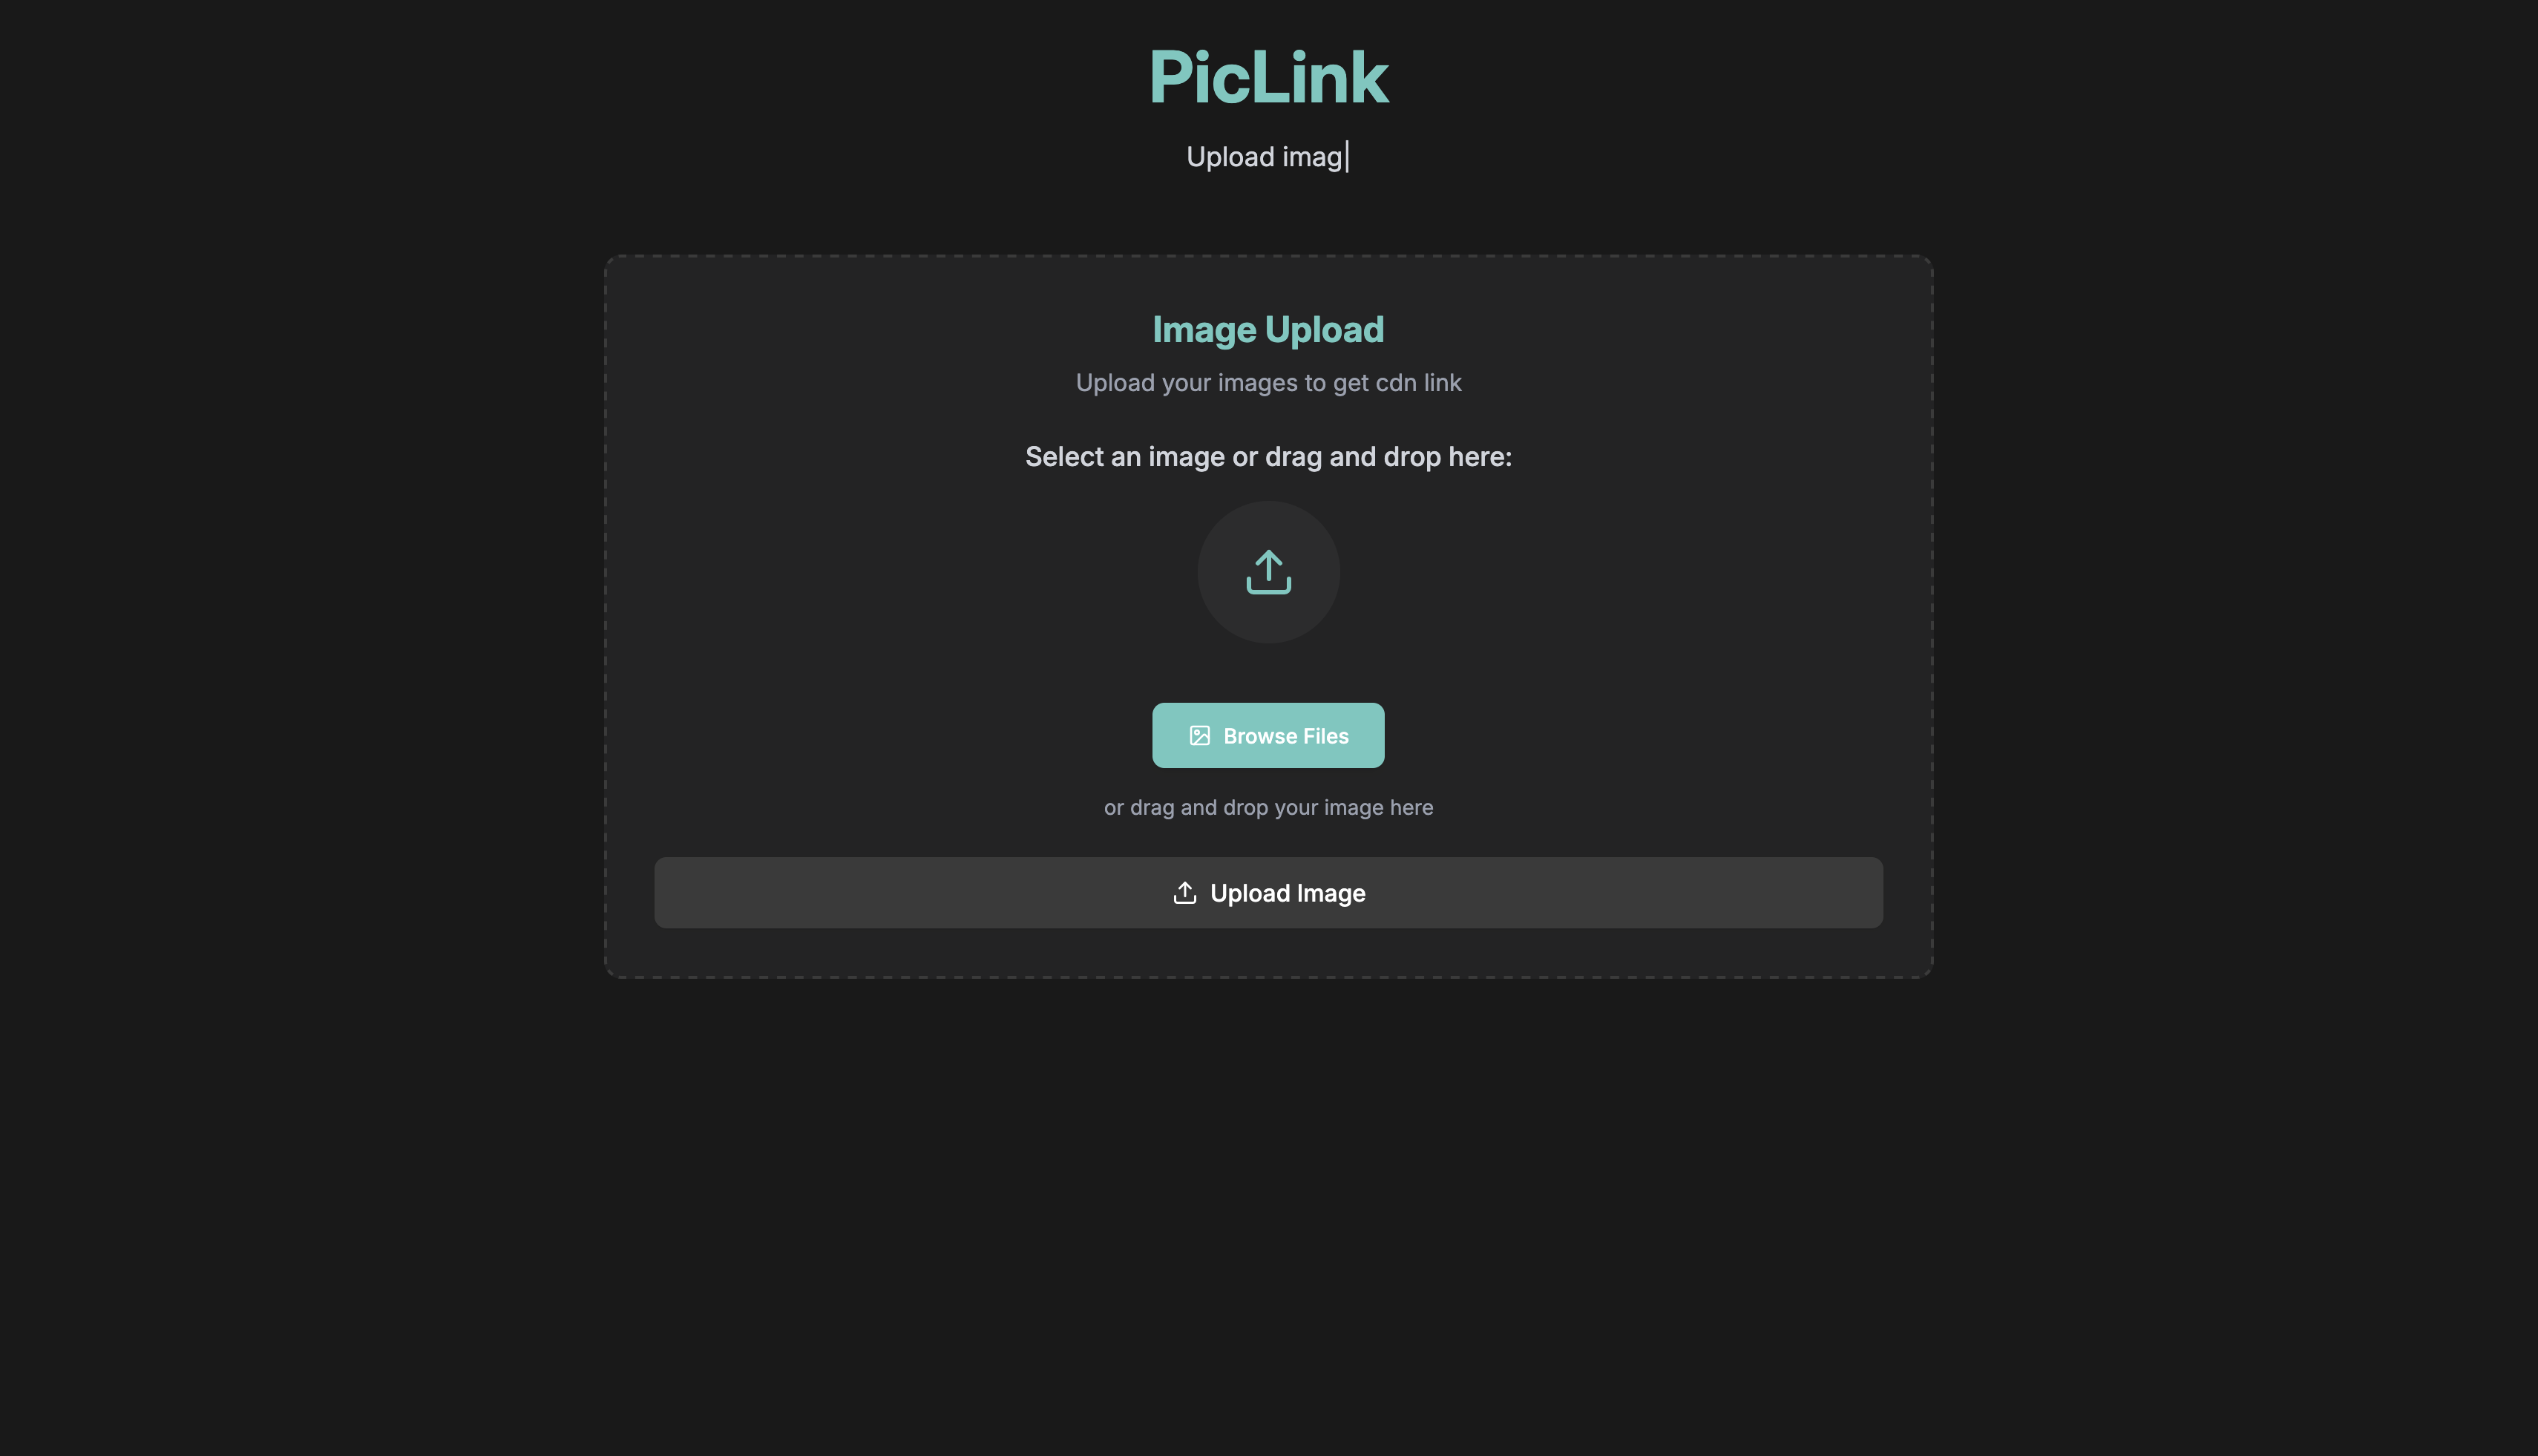 PicLink
Upload imag
Image Upload
Upload your images to get cdn link
Select an image or drag and drop here:
Browse Files
or drag and drop your image here
Upload Image